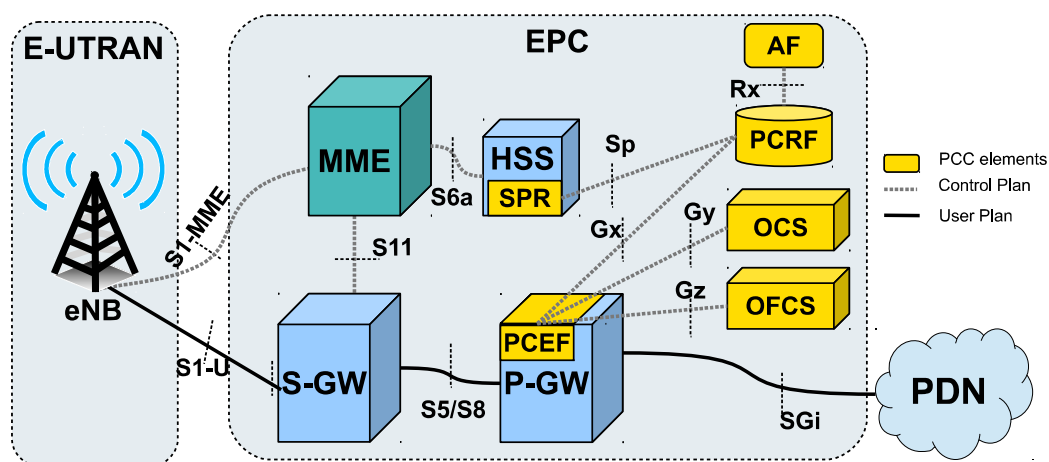 E-UTRAN
EPC
AF
Rx
PCRF
MME
HSS
SPR
Sp
S6a
PCC elements
Control Plan
User Plan
S1-MME
S11
Gx
Gy
OCS
Gz
OFCS
eNB
S1-U
S-GW
S5/S8
PCEF
P-GW
SGi
PDN